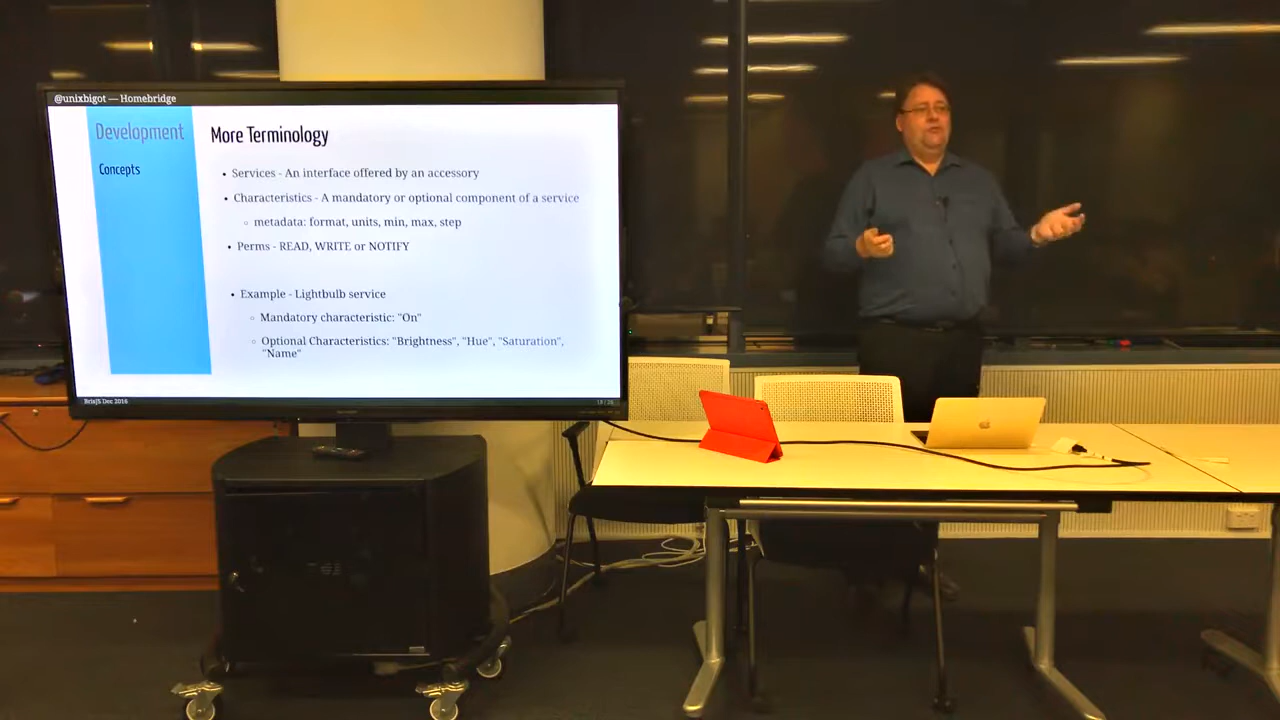 @unixbigot — Homebridge
Development
Concepts
More Terminology
• Services - An interface offered by an accessory
• Characteristics - A mandatory or optional component of a service
◦ metadata: format, units, min, max, step
• Perms - READ, WRITE or NOTIFY
• Example - Lightbulb service
◦ Mandatory characteristic: "On"
◦ Optional Characteristics: "Brightness", "Hue", "Saturation",
"Name"
BrisJS Dec 2016